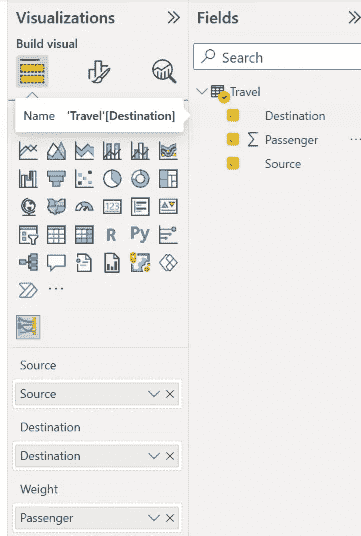 Visualizations >>
Fields >>
Build visual
Search
Travel
Name 'Travel'[Destination]
Destination
Σ Passenger ...
Source
123
R Py
...
Source
Source
Destination
Destination
Weight
Passenger